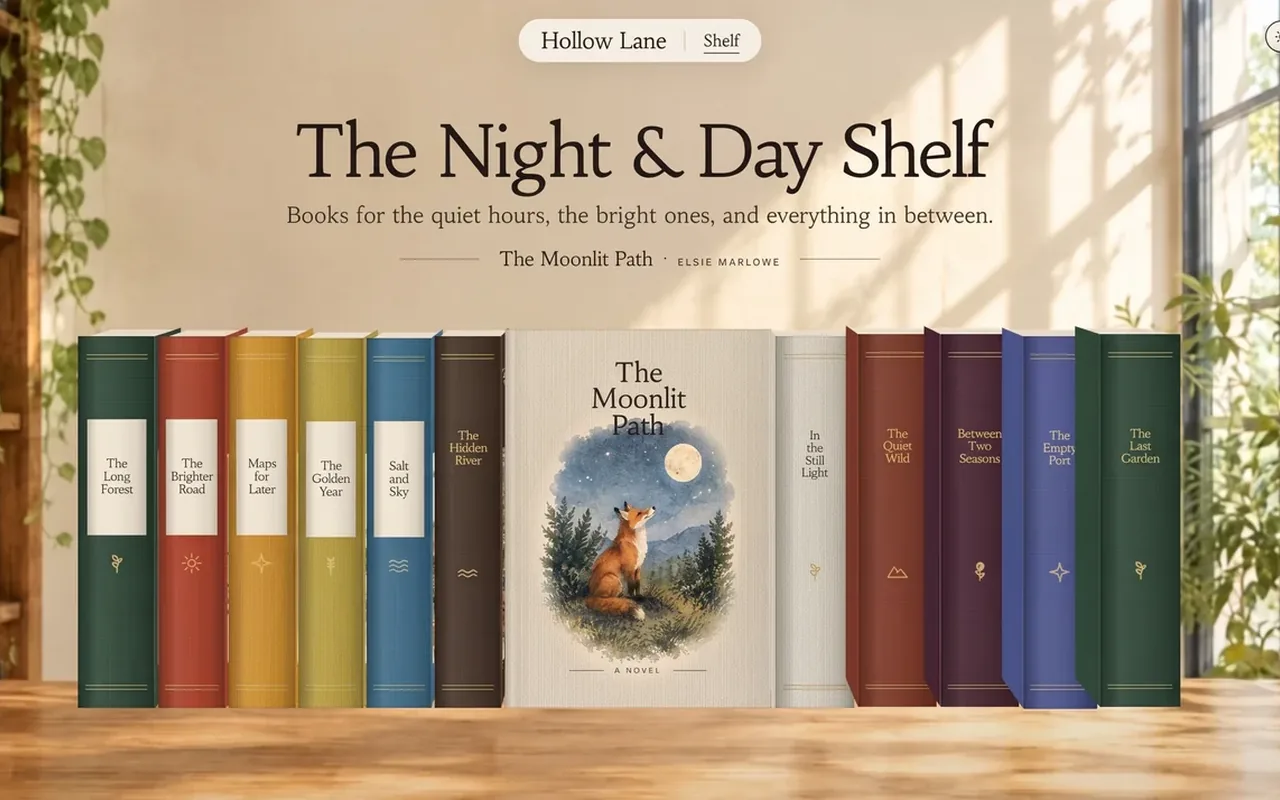 Hollow Lane
Shelf
The Night & Day Shelf
Books for the quiet hours, the bright ones, and everything in between.
The Moonlit Path · ELSIE MARLOWE
The
Long
Forest
The
Brighter
Road
Maps
for
Later
The
Golden
Year
Salt
and
Sky
The
Hidden
River
The
Moonlit
Path
A NOVEL
In
the
Still
Light
The
Quiet
Wild
Between
Two
Seasons
The
Empty
Port
The
Last
Garden